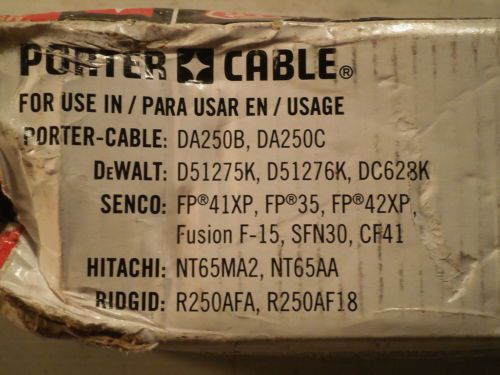 PORTER CABLE®
FOR USE IN / PARA USAR EN / USAGE
PORTER-CABLE: DA250B, DA250C
DEWALT: D51275K, D51276K, DC628K
SENCO: FP®41XP, FP®35, FP®42XP,
Fusion F-15, SFN30, CF41
HITACHI: NT65MA2, NT65AA
RIDGID: R250AFA, R250AF18